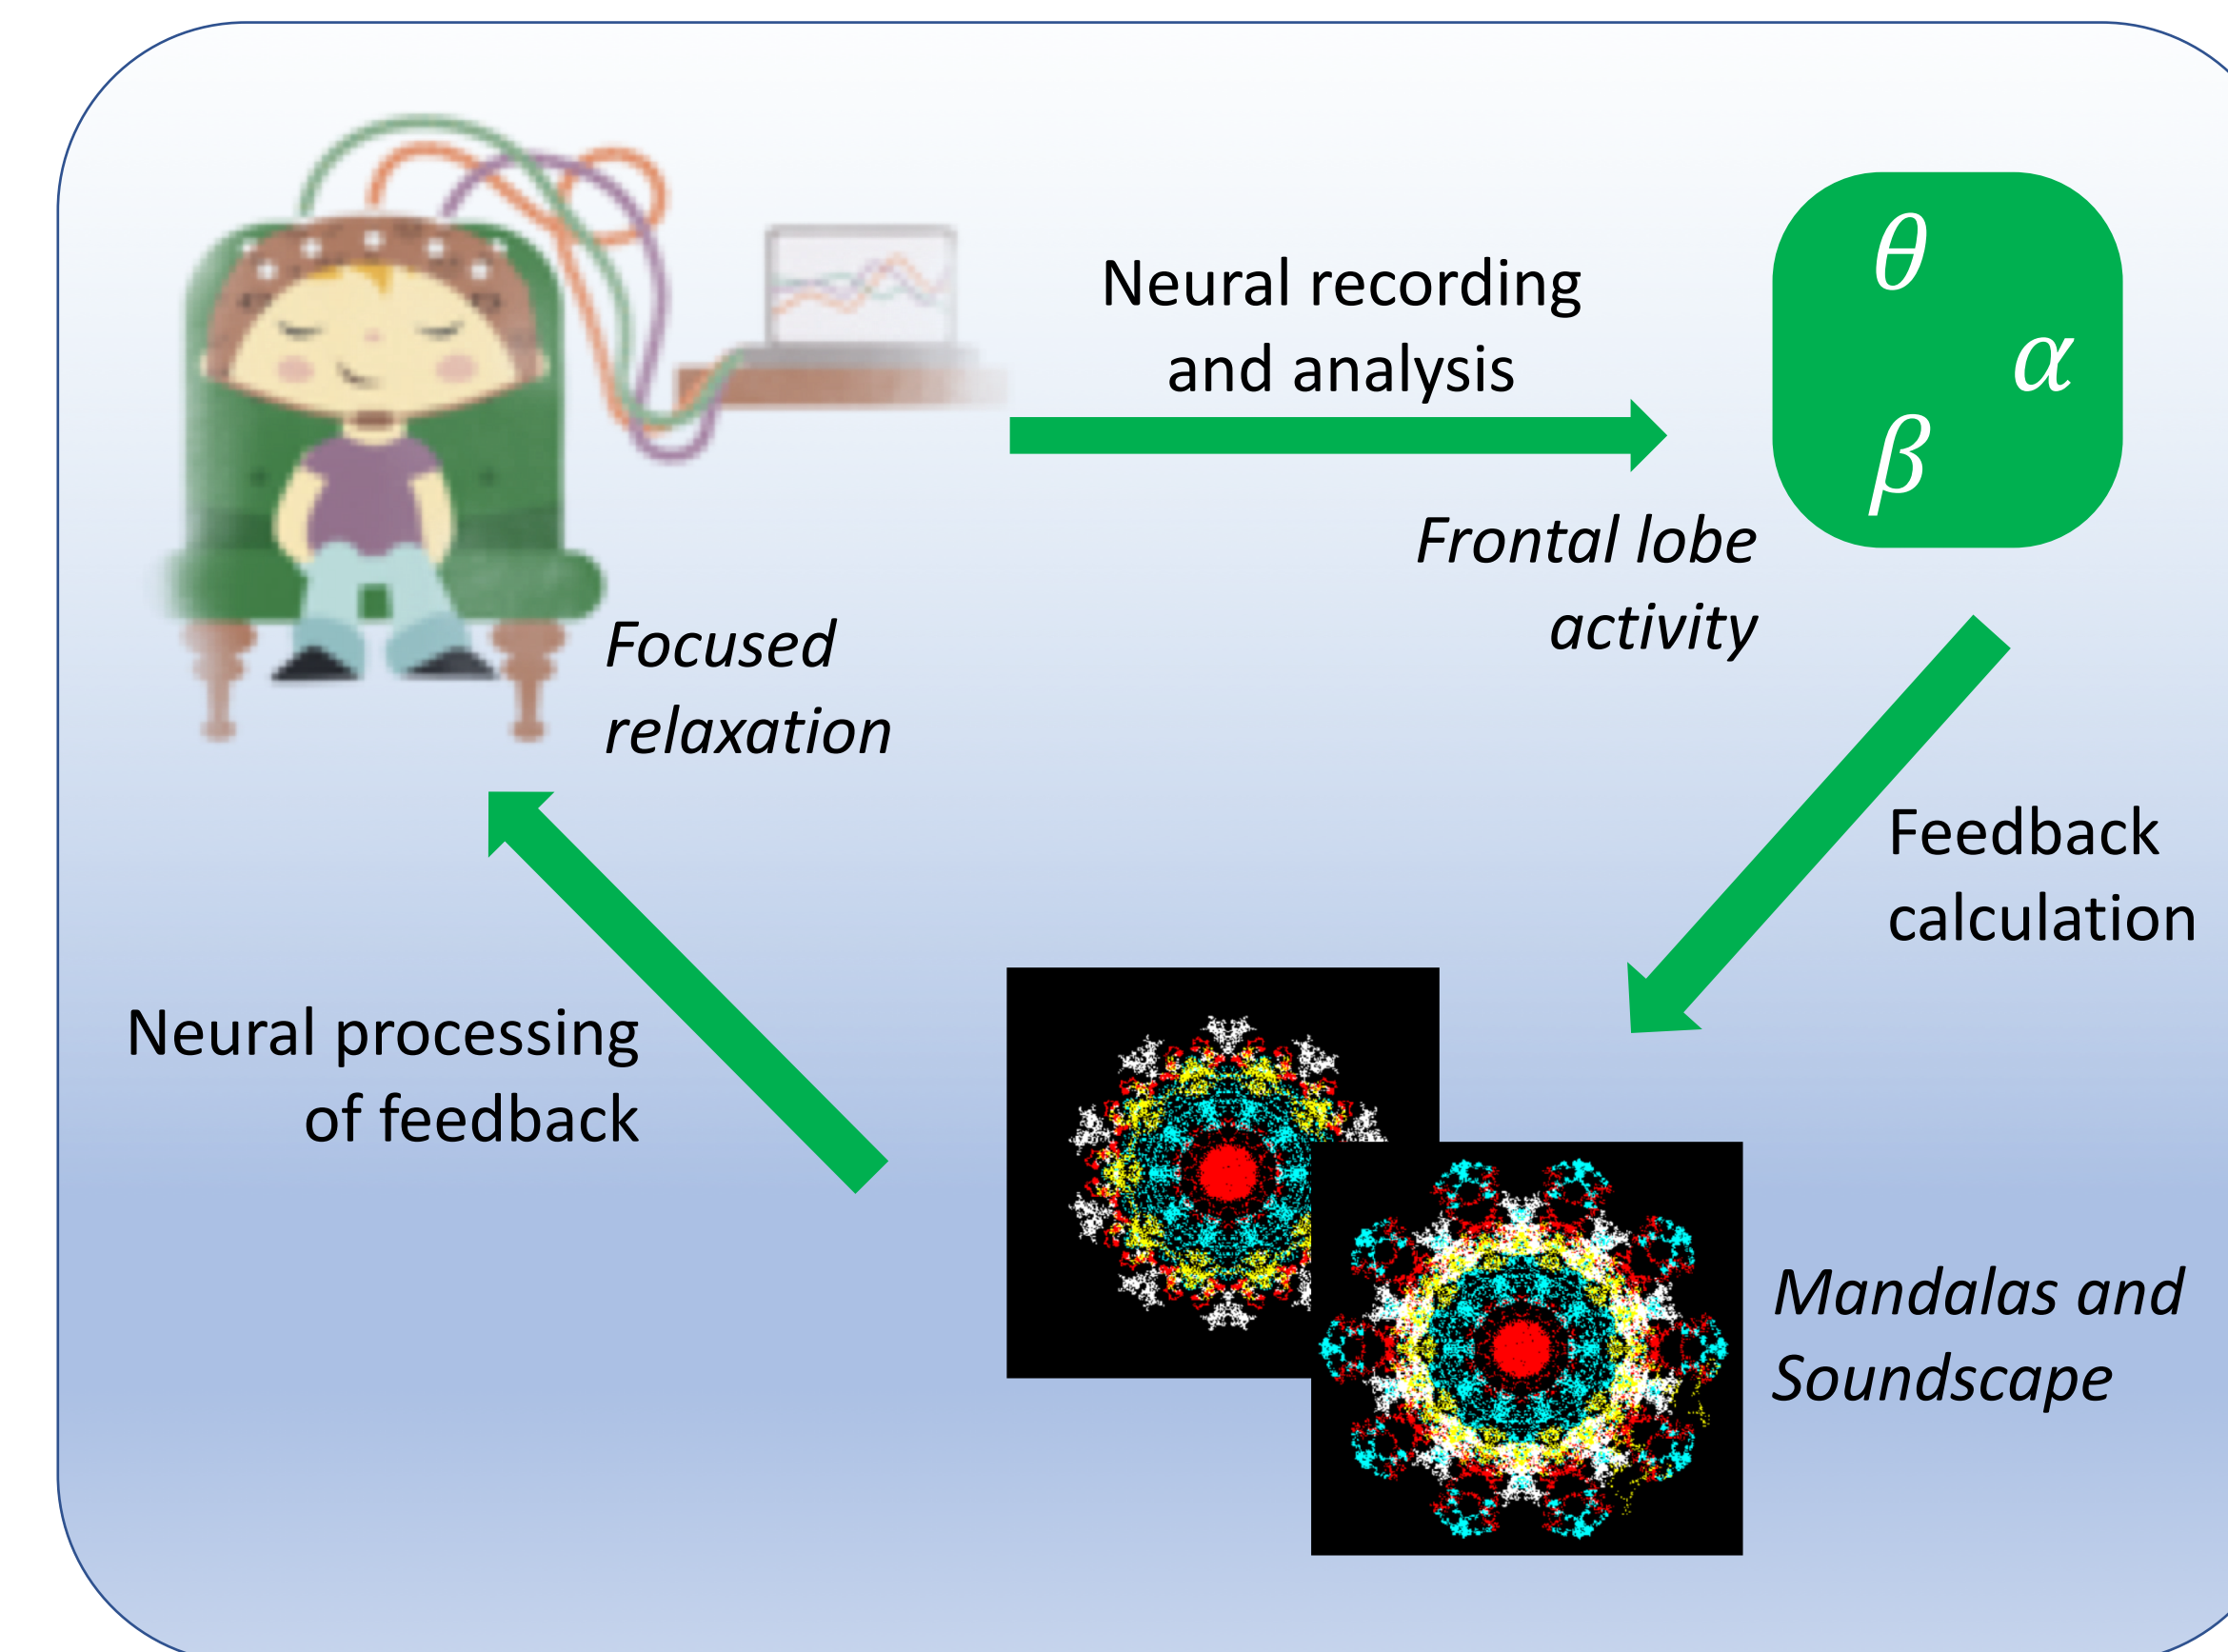 Neural recording
and analysis
θ
α
β
Frontal lobe
activity
Focused
relaxation
Feedback
calculation
Neural processing
of feedback
Mandalas and
Soundscape